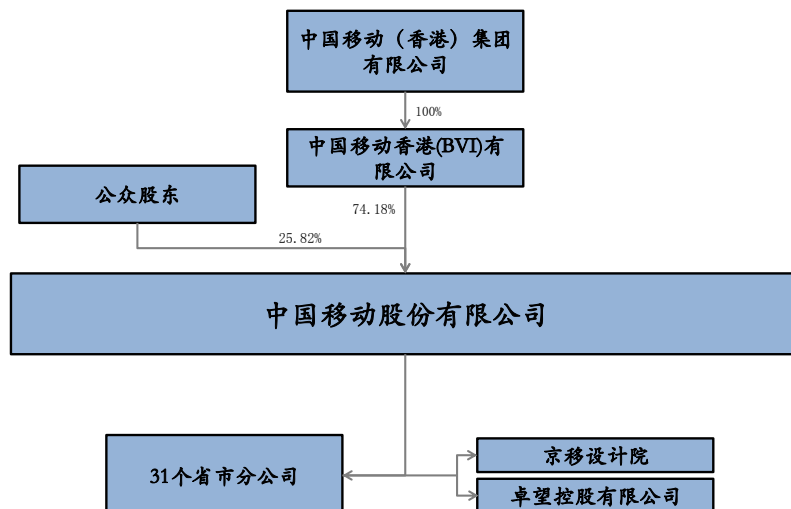 中国移动（香港）集团
有限公司
100%
中国移动香港(BVI)有
限公司
公众股东
74.18%
25.82%
中国移动股份有限公司
31个省市分公司
京移设计院
卓望控股有限公司